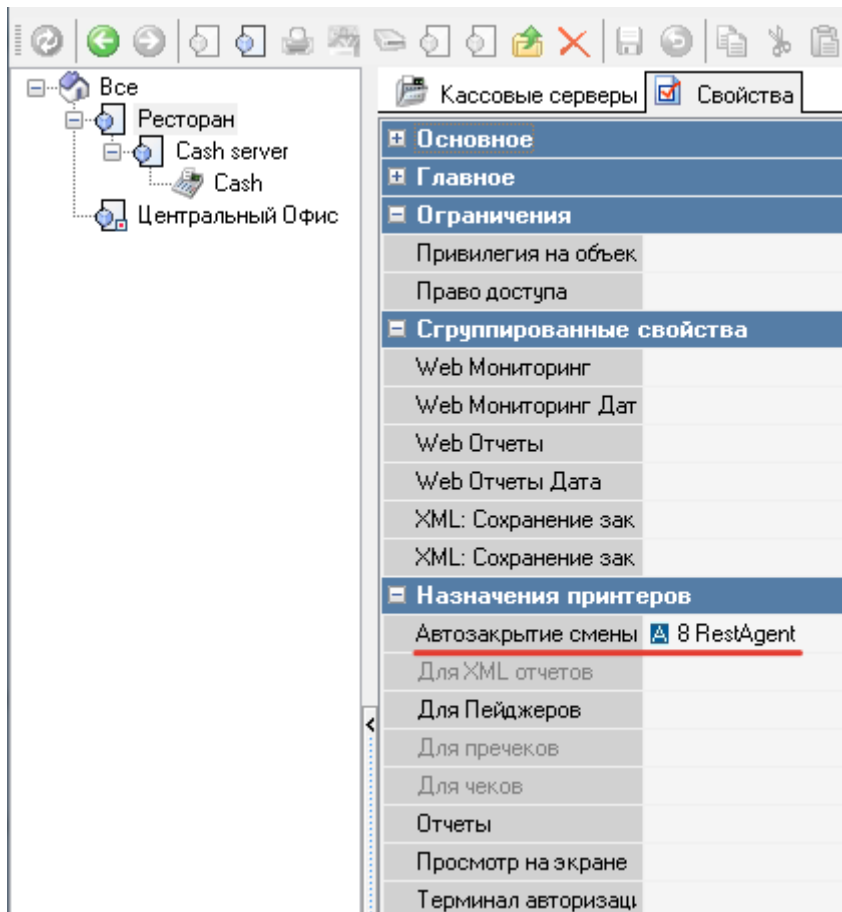 Все
Ресторан
Cash server
Cash
Центральный Офис
Кассовые серверы
Свойства
Основное
Главное
Ограничения
Привилегия на объек
Право доступа
Сгруппированные свойства
Web Мониторинг
Web Мониторинг Дат
Web Отчеты
Web Отчеты Дата
XML: Сохранение зак
XML: Сохранение зак
Назначения принтеров
Автозакрытие смены A 8 RestAgent
Для XML отчетов
Для Пейджеров
Для пречеков
Для чеков
Отчеты
Просмотр на экране
Терминал авторизаци